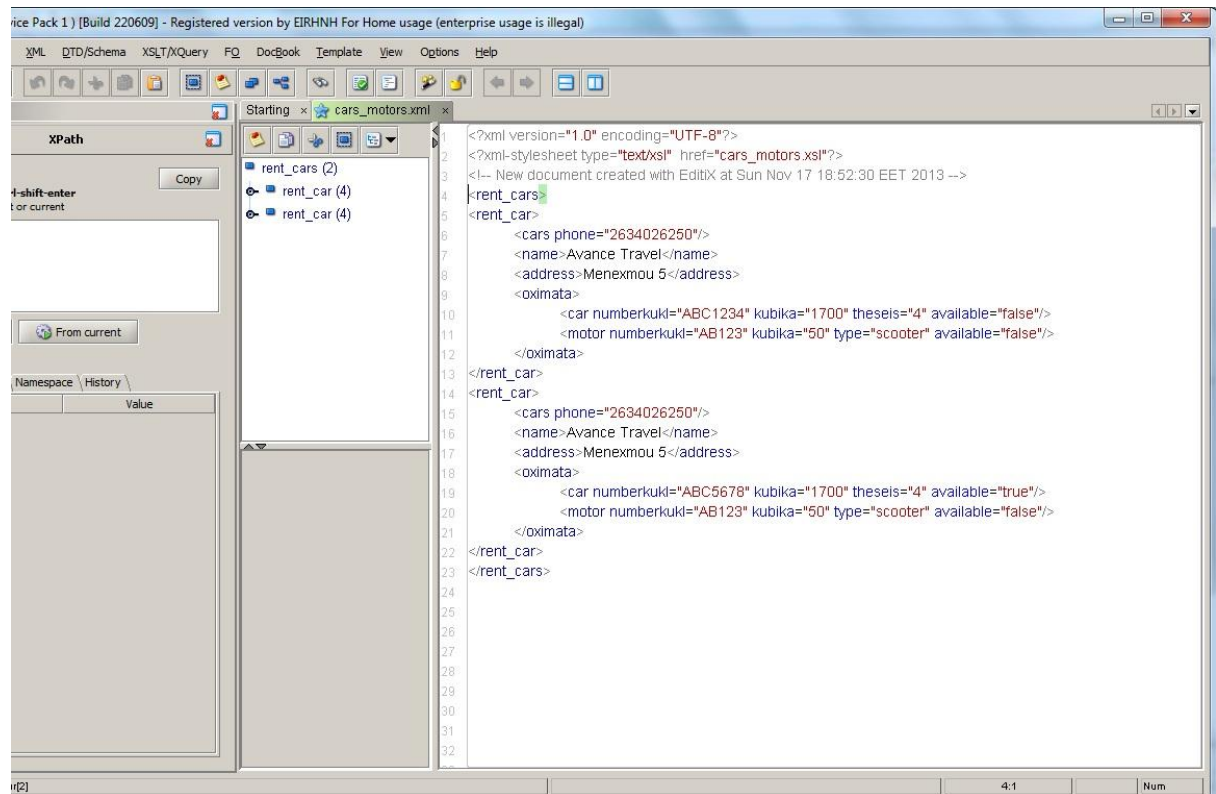 vice Pack 1 ) [Build 220609] - Registered version by EIRHNH For Home usage (enterprise usage is illegal)
XML DTD/Schema XSLT/XQuery FO DocBook Template View Options Help
Starting × cars_motors.xml ×
XPath
Copy
l-shift-enter
t or current
From current
Namespace History
Value
rent_cars (2)
rent_car (4)
rent_car (4)
1 <?xml version="1.0" encoding="UTF-8"?>
2 <?xml-stylesheet type="text/xsl" href="cars_motors.xsl"?>
3 <!-- New document created with EditiX at Sun Nov 17 18:52:30 EET 2013 -->
4 <rent_cars>
5 <rent_car>
6 <cars phone="2634026250"/>
7 <name>Avance Travel</name>
8 <address>Menexmou 5</address>
9 <oximata>
10 <car numberkukl="ABC1234" kubika="1700" theseis="4" available="false"/>
11 <motor numberkukl="AB123" kubika="50" type="scooter" available="false"/>
12 </oximata>
13 </rent_car>
14 <rent_car>
15 <cars phone="2634026250"/>
16 <name>Avance Travel</name>
17 <address>Menexmou 5</address>
18 <oximata>
19 <car numberkukl="ABC5678" kubika="1700" theseis="4" available="true"/>
20 <motor numberkukl="AB123" kubika="50" type="scooter" available="false"/>
21 </oximata>
22 </rent_car>
23 </rent_cars>
24
25
26
27
28
29
30
31
32
ır[2]
4:1
Num